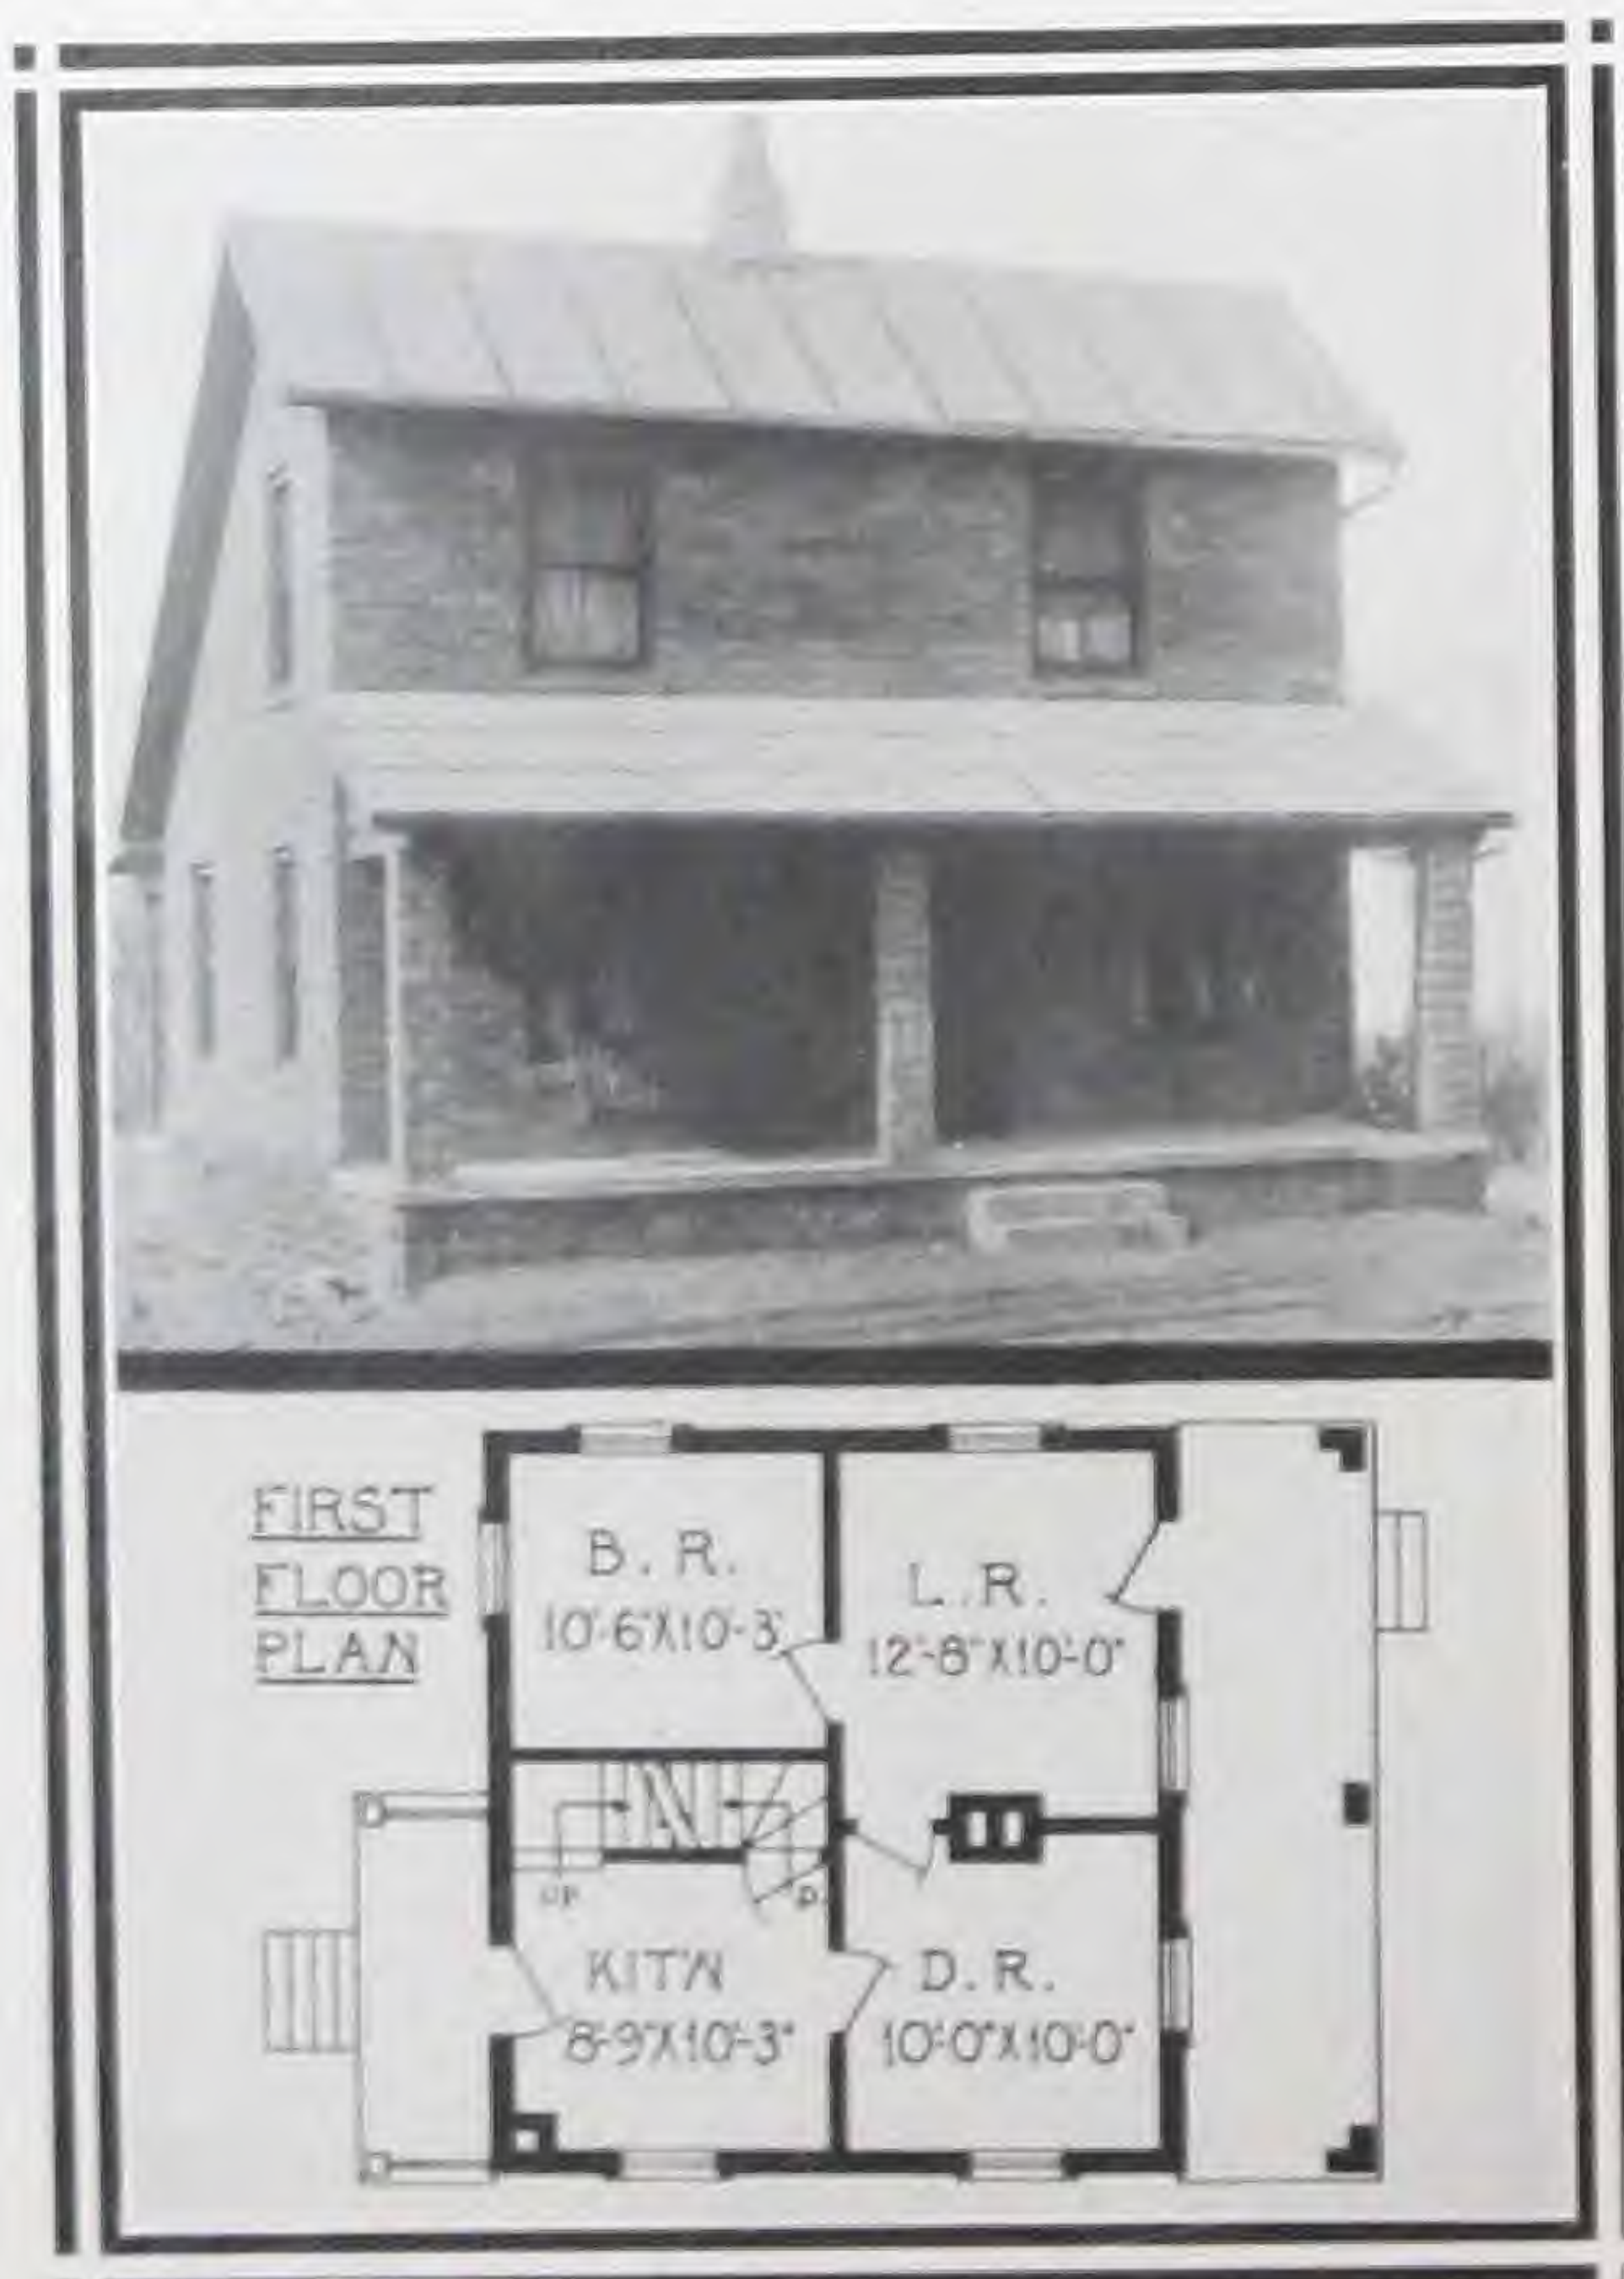 FIRST
FLOOR
PLAN
B. R.
10'-6"X10'-3
L.R.
12'-8"X10'-0"
UP
D.
KIT'N
8'-9"X10'-3"
D.R.
10'-0"X10'-0"